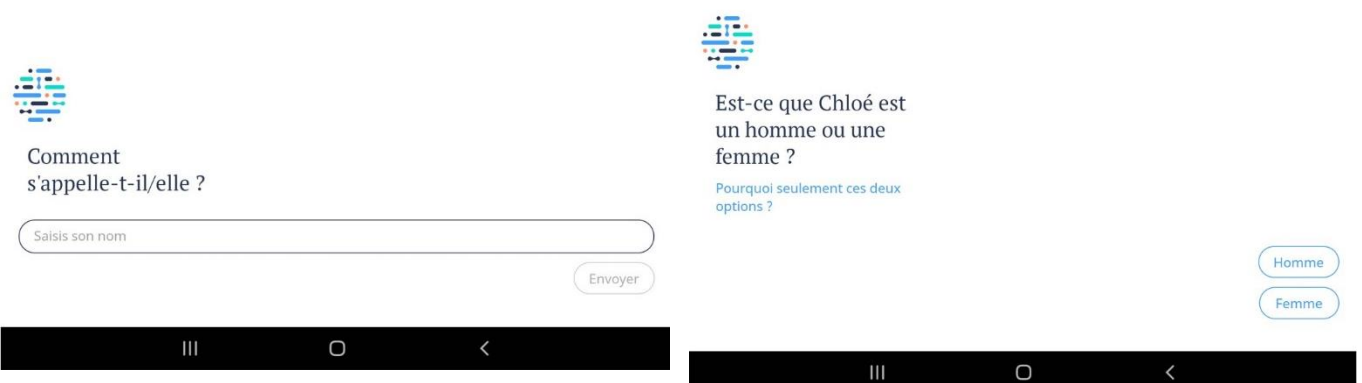 Comment
s'appelle-t-il/elle ?
Saisis son nom
Envoyer
Est-ce que Chloé est
un homme ou une
femme ?
Pourquoi seulement ces deux
options ?
Homme
Femme